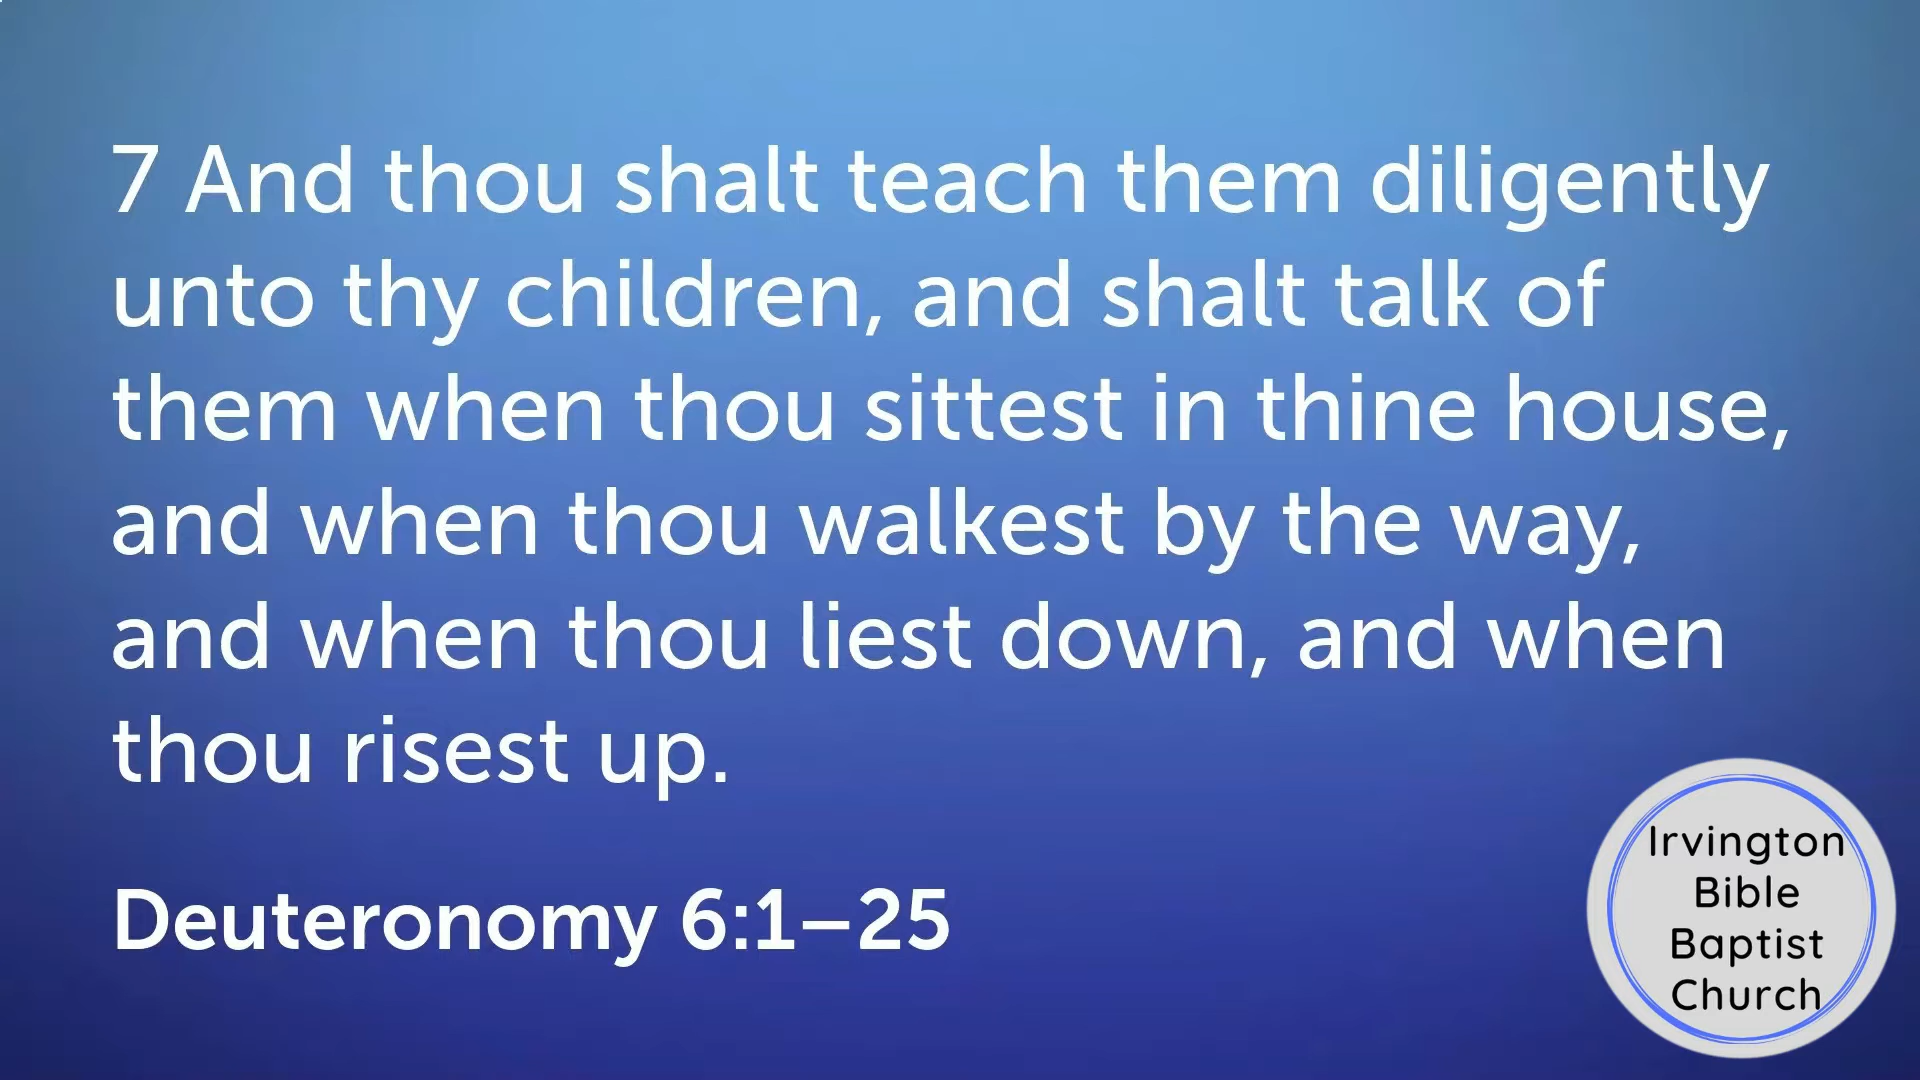 7 And thou shalt teach them diligently
unto thy children, and shalt talk of
them when thou sittest in thine house,
and when thou walkest by the way,
and when thou liest down, and when
thou risest up.
Deuteronomy 6:1–25
Irvington
Bible
Baptist
Church